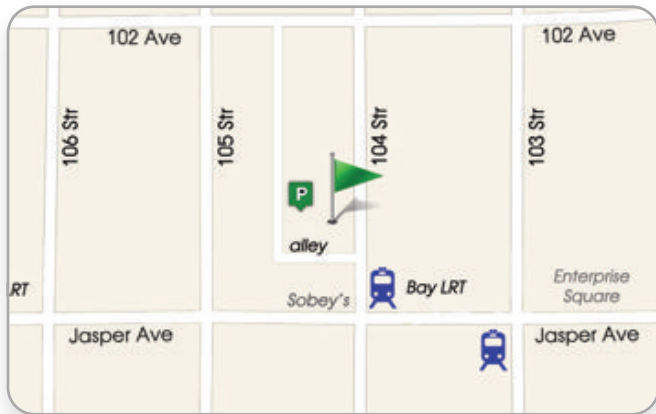 102 Ave
102 Ave
106 Str
105 Str
104 Str
103 Str
P
alley
RT
Bay LRT
Enterprise
Square
Sobey's
Jasper Ave
Jasper Ave